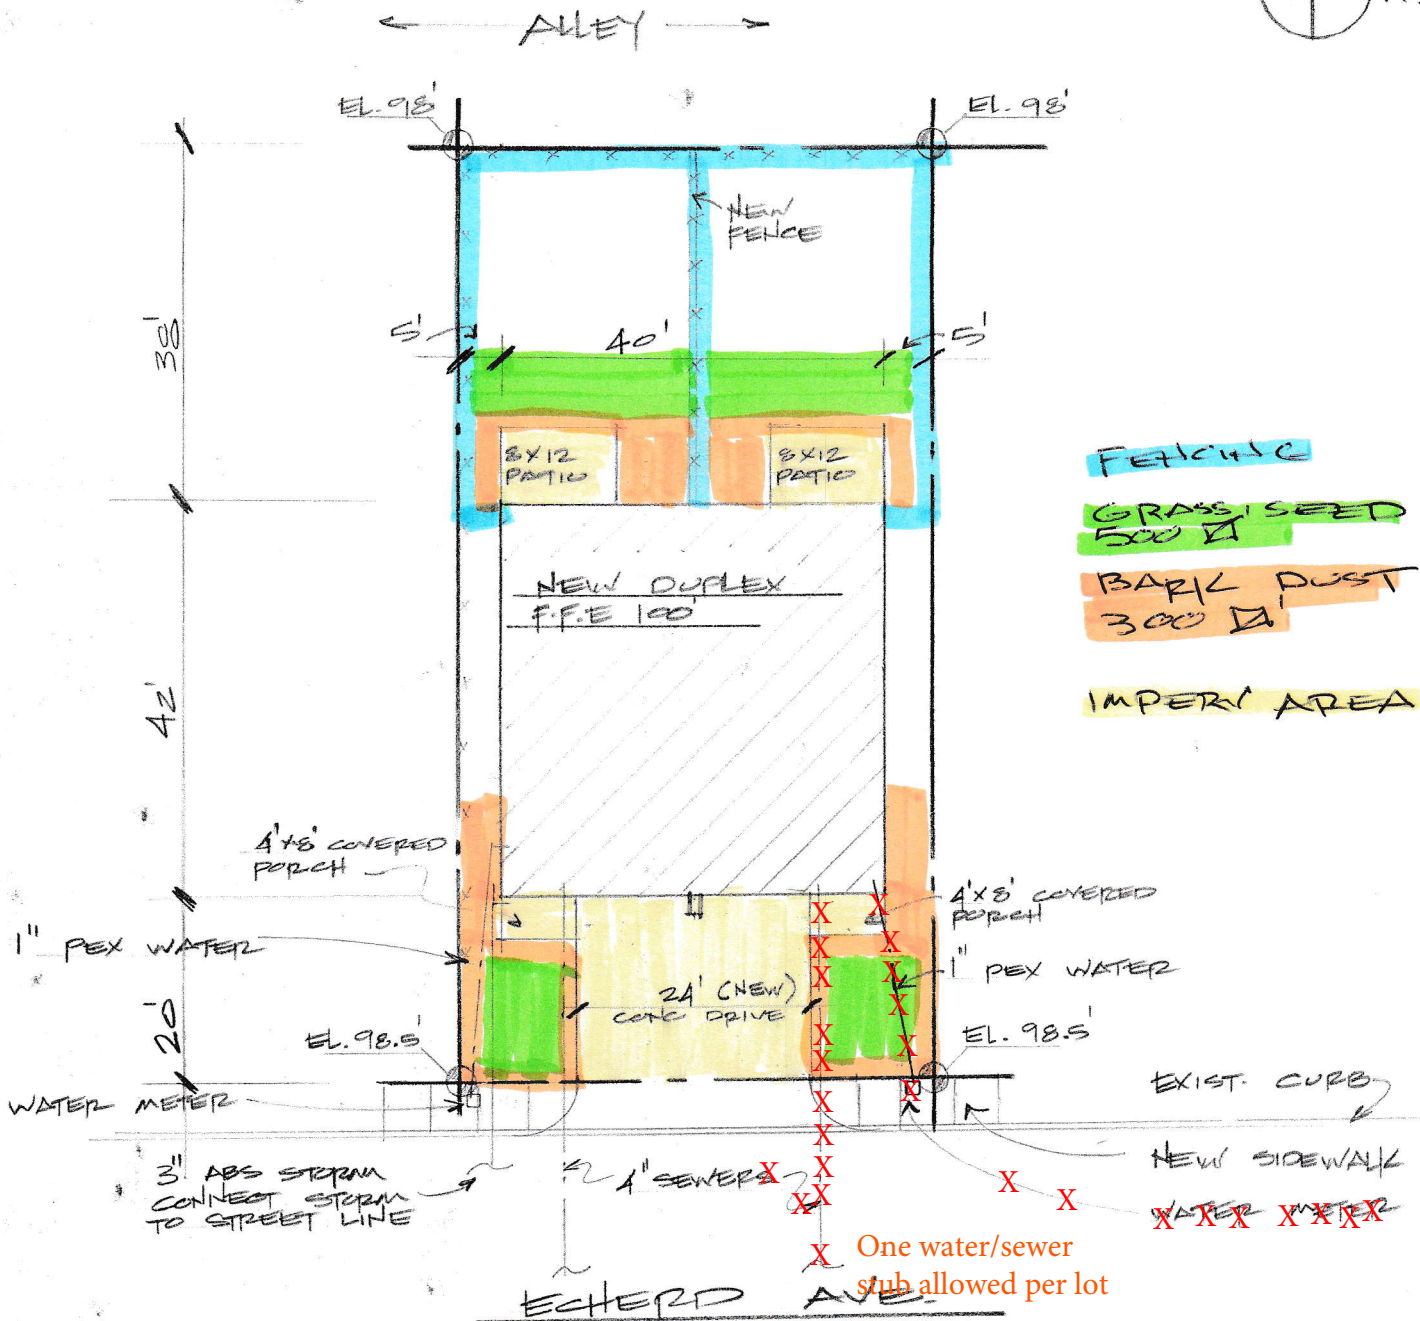 ALLEY
EL. 98'
EL. 98'
NEW
FENCE
38'
5'
40'
5'
8X12
PATIO
8X12
PATIO
FENCING
GRASS SEED
500
BARK DUST
300
IMPERV AREA
NEW DUPLEX
F.F.E 100'
42'
4'X8' COVERED
PORCH
4'X8' COVERED
PORCH
1" PEX WATER
1" PEX WATER
24' (NEW)
CONC DRIVE
20'
EL. 98.5'
EL. 98.5'
WATER METER
EXIST. CURB
3" ABS STORM
CONNECT STORM
TO STREET LINE
4" SEWERS
NEW SIDEWALK
WATER METER
One water/sewer
stub allowed per lot
ECHERD AVE.